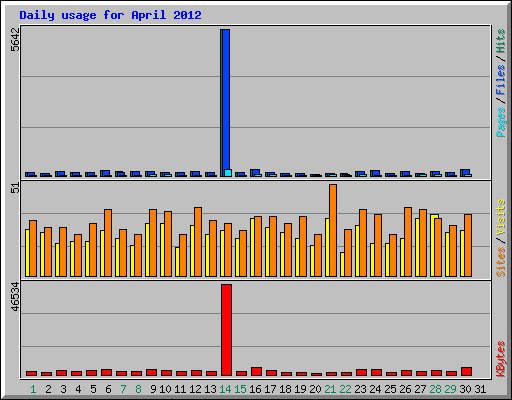 Daily usage for April 2012
5642
51
46534
Pages / Files / Hits
Sites / Visits
KBytes
1 2 3 4 5 6 7 8 9 10 11 12 13 14 15 16 17 18 19 20 21 22 23 24 25 26 27 28 29 30 31